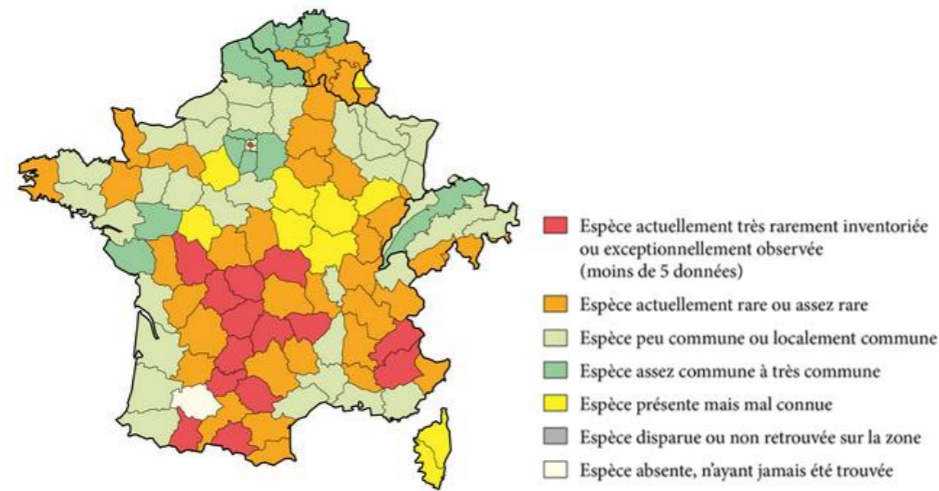 Espèce actuellement très rarement inventoriée
ou exceptionnellement observée
(moins de 5 données)
Espèce actuellement rare ou assez rare
Espèce peu commune ou localement commune
Espèce assez commune à très commune
Espèce présente mais mal connue
Espèce disparue ou non retrouvée sur la zone
Espèce absente, n'ayant jamais été trouvée